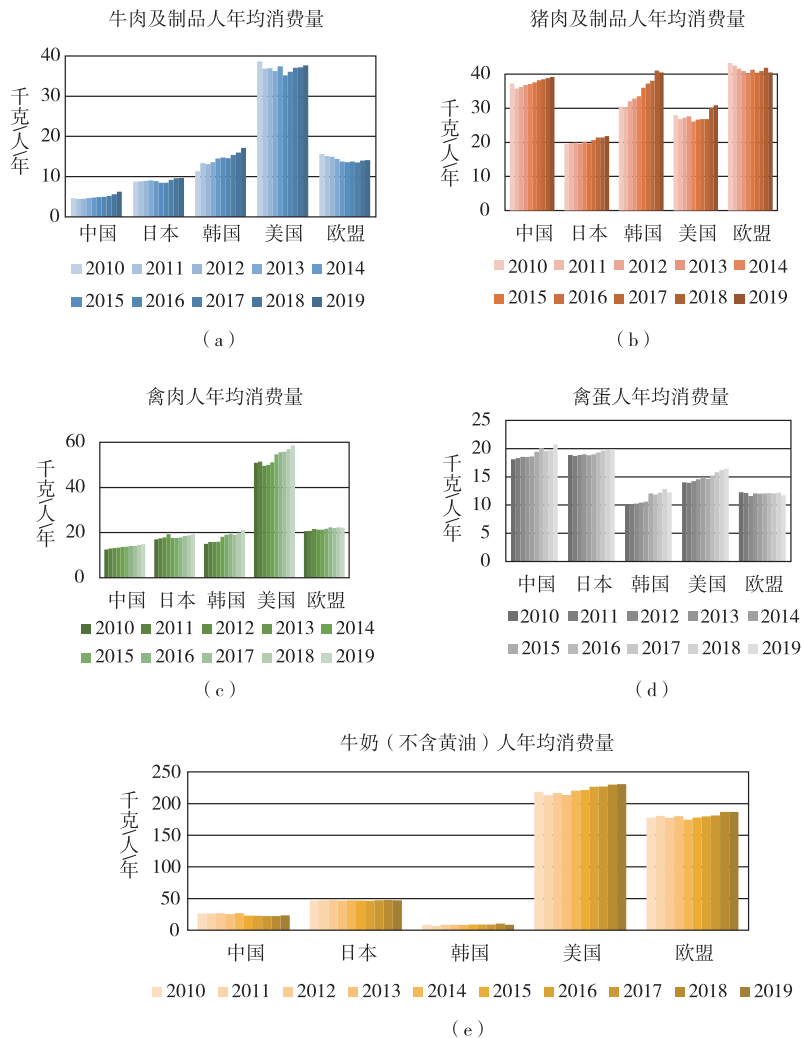 牛肉及制品人年均消费量
千克/人/年
40
30
20
10
0
中国 日本 韩国 美国 欧盟
2010 2011 2012 2013 2014
2015 2016 2017 2018 2019
（a）
猪肉及制品人年均消费量
千克/人/年
40
30
20
10
0
中国 日本 韩国 美国 欧盟
2010 2011 2012 2013 2014
2015 2016 2017 2018 2019
（b）
禽肉人年均消费量
千克/人/年
60
40
20
0
中国 日本 韩国 美国 欧盟
2010 2011 2012 2013 2014
2015 2016 2017 2018 2019
（c）
禽蛋人年均消费量
千克/人/年
25
20
15
10
5
0
中国 日本 韩国 美国 欧盟
2010 2011 2012 2013 2014
2015 2016 2017 2018 2019
（d）
牛奶（不含黄油）人年均消费量
千克/人/年
250
200
150
100
50
0
中国 日本 韩国 美国 欧盟
2010 2011 2012 2013 2014 2015 2016 2017 2018 2019
（e）